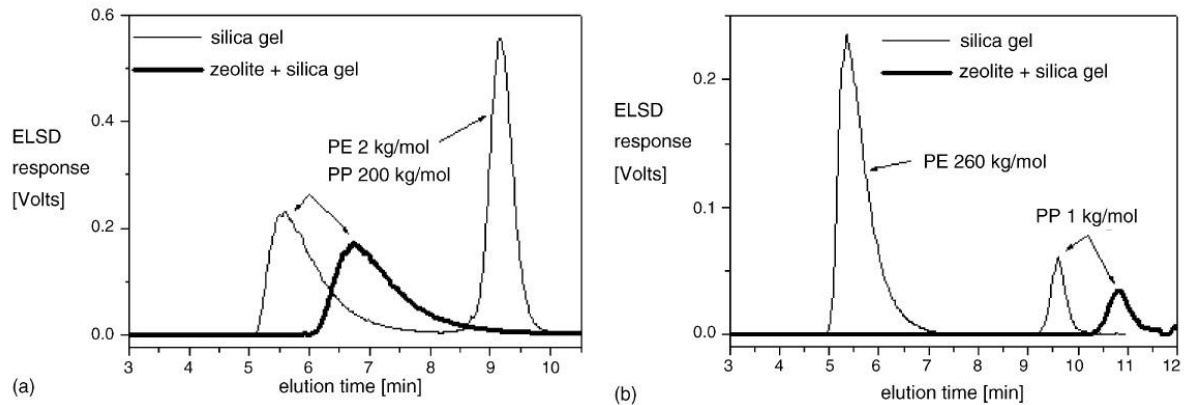 0.6
silica gel
zeolite + silica gel
0.4
ELSD
response
[Volts]
PE 2 kg/mol
PP 200 kg/mol
0.2
0.0
3 4 5 6 7 8 9 10
elution time [min]
(a)
silica gel
zeolite + silica gel
0.2
ELSD
response
[Volts]
PE 260 kg/mol
0.1
PP 1 kg/mol
0.0
3 4 5 6 7 8 9 10 11 12
elution time [min]
(b)